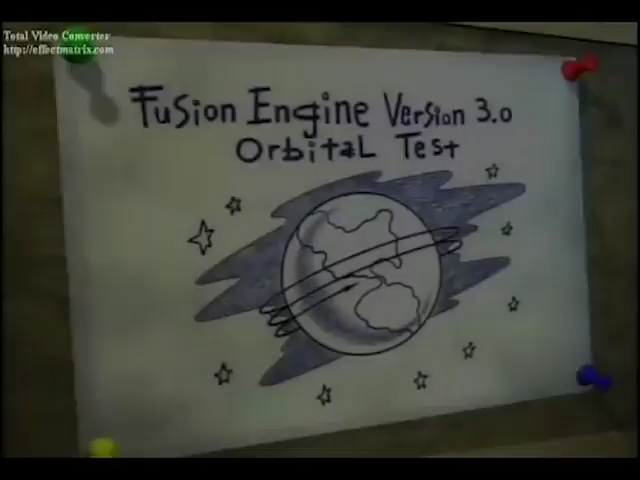 Total Video Converter
http://effectmatrix.com
Fusion Engine Version 3.0
Orbital Test